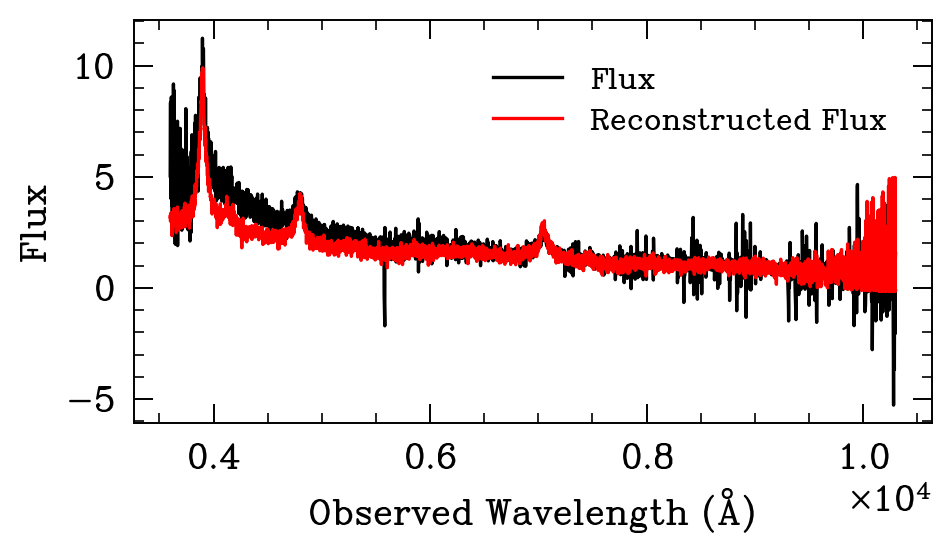 10
5
0
−5
Flux
Flux
Reconstructed Flux
0.4 0.6 0.8 1.0
×10⁴
Observed Wavelength (Å)